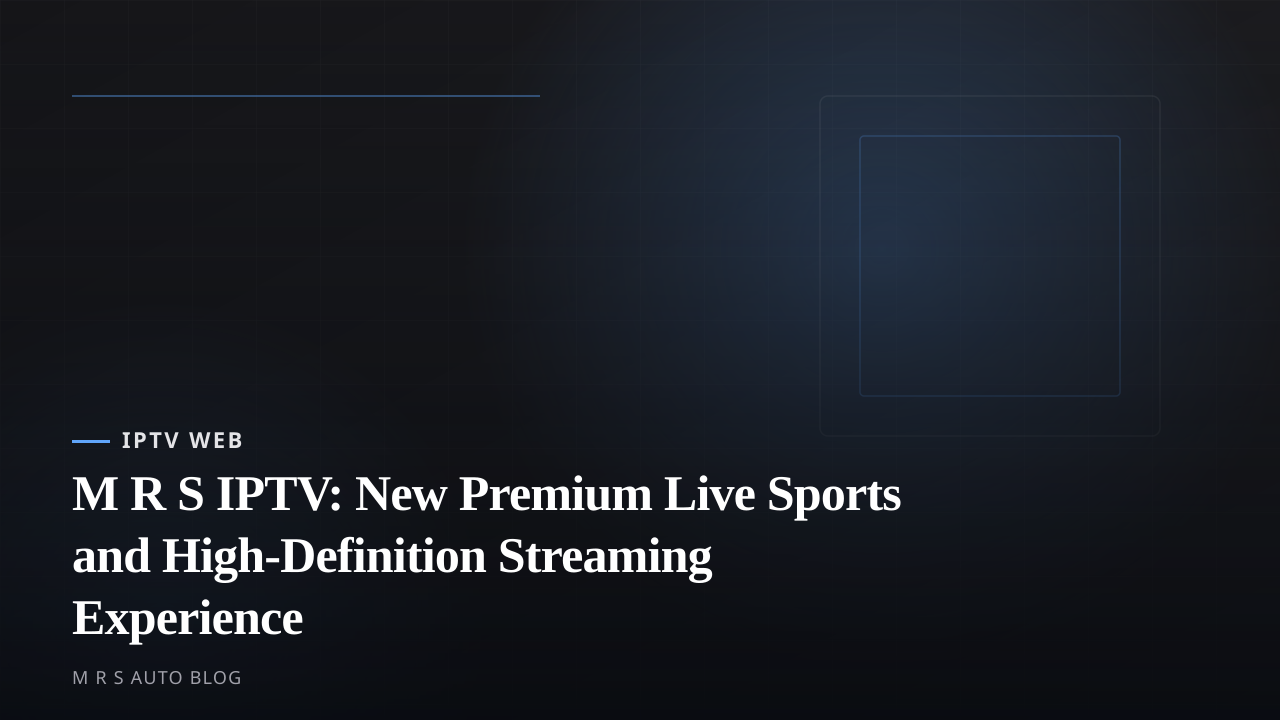 IPTV WEB
M R S IPTV: New Premium Live Sports
and High-Definition Streaming
Experience
M R S AUTO BLOG